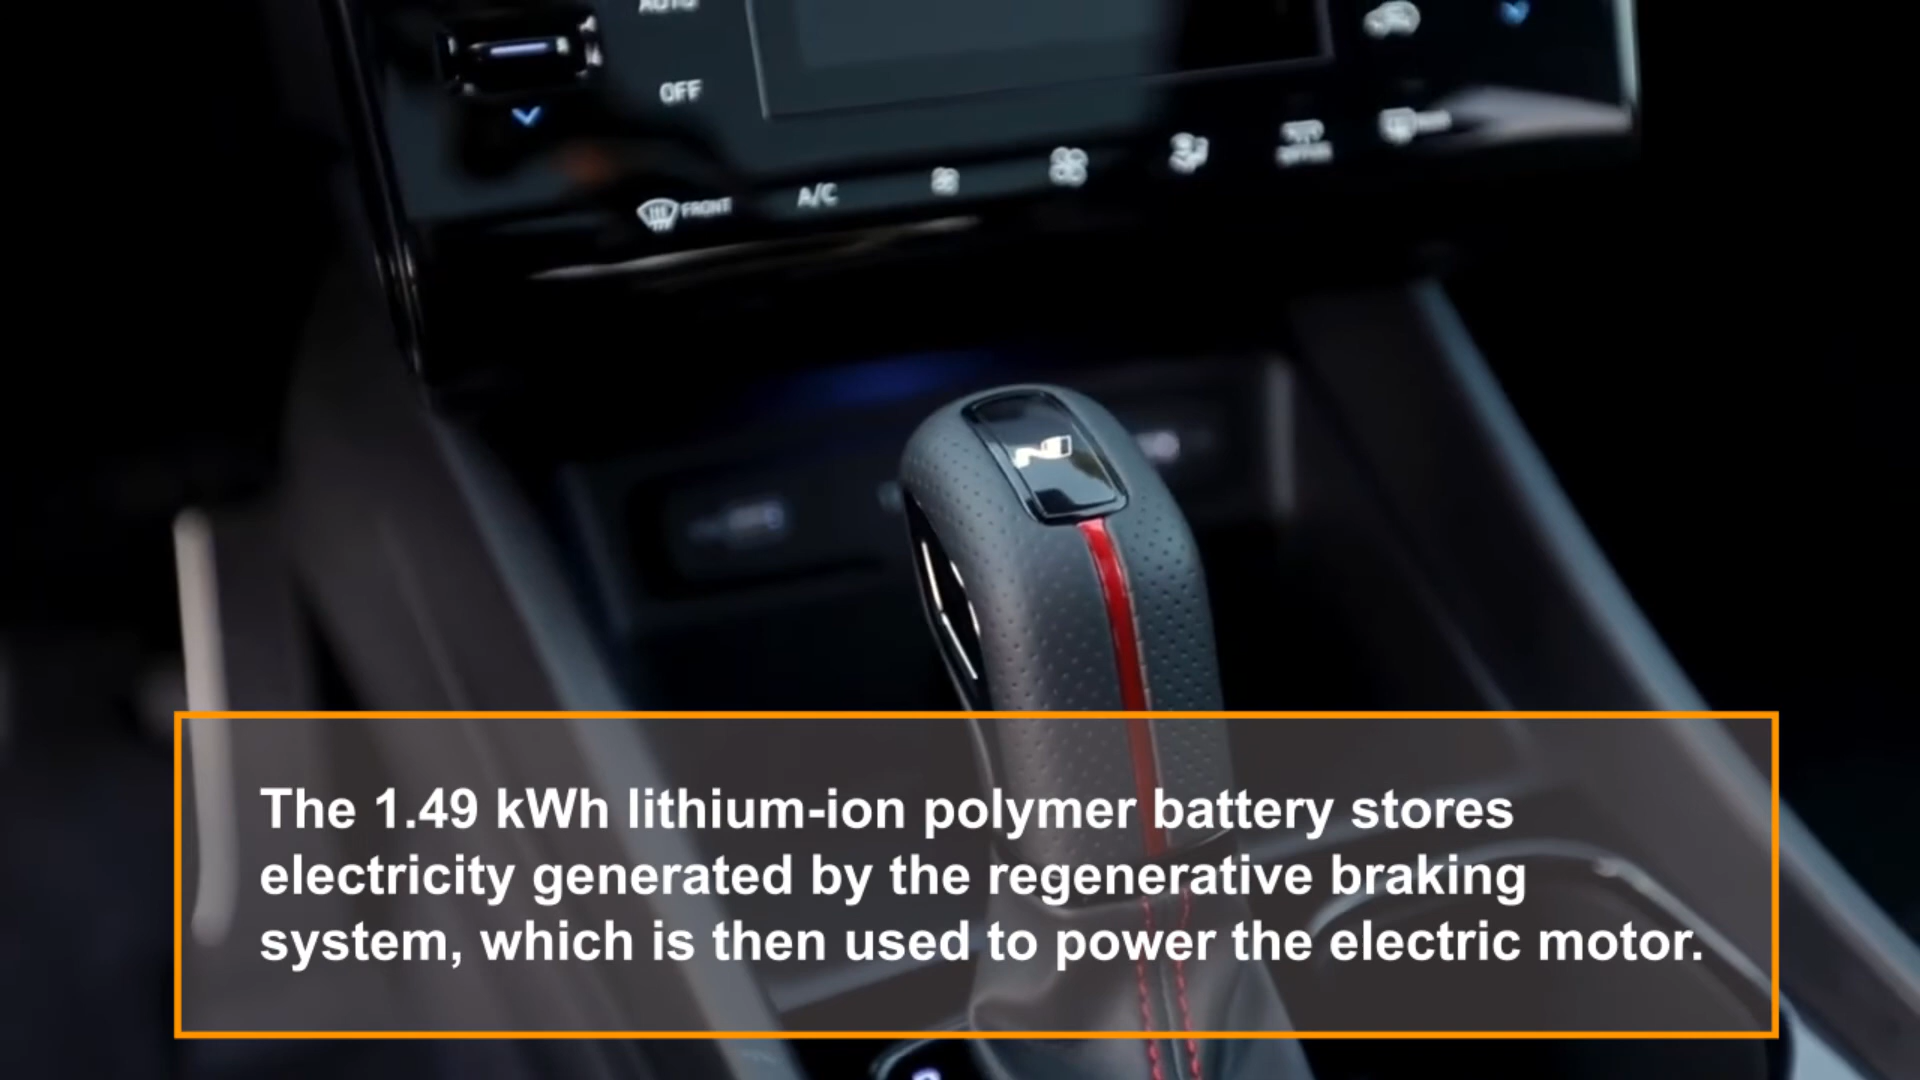 AUTO
OFF
FRONT
A/C
N
The 1.49 kWh lithium-ion polymer battery stores
electricity generated by the regenerative braking
system, which is then used to power the electric motor.